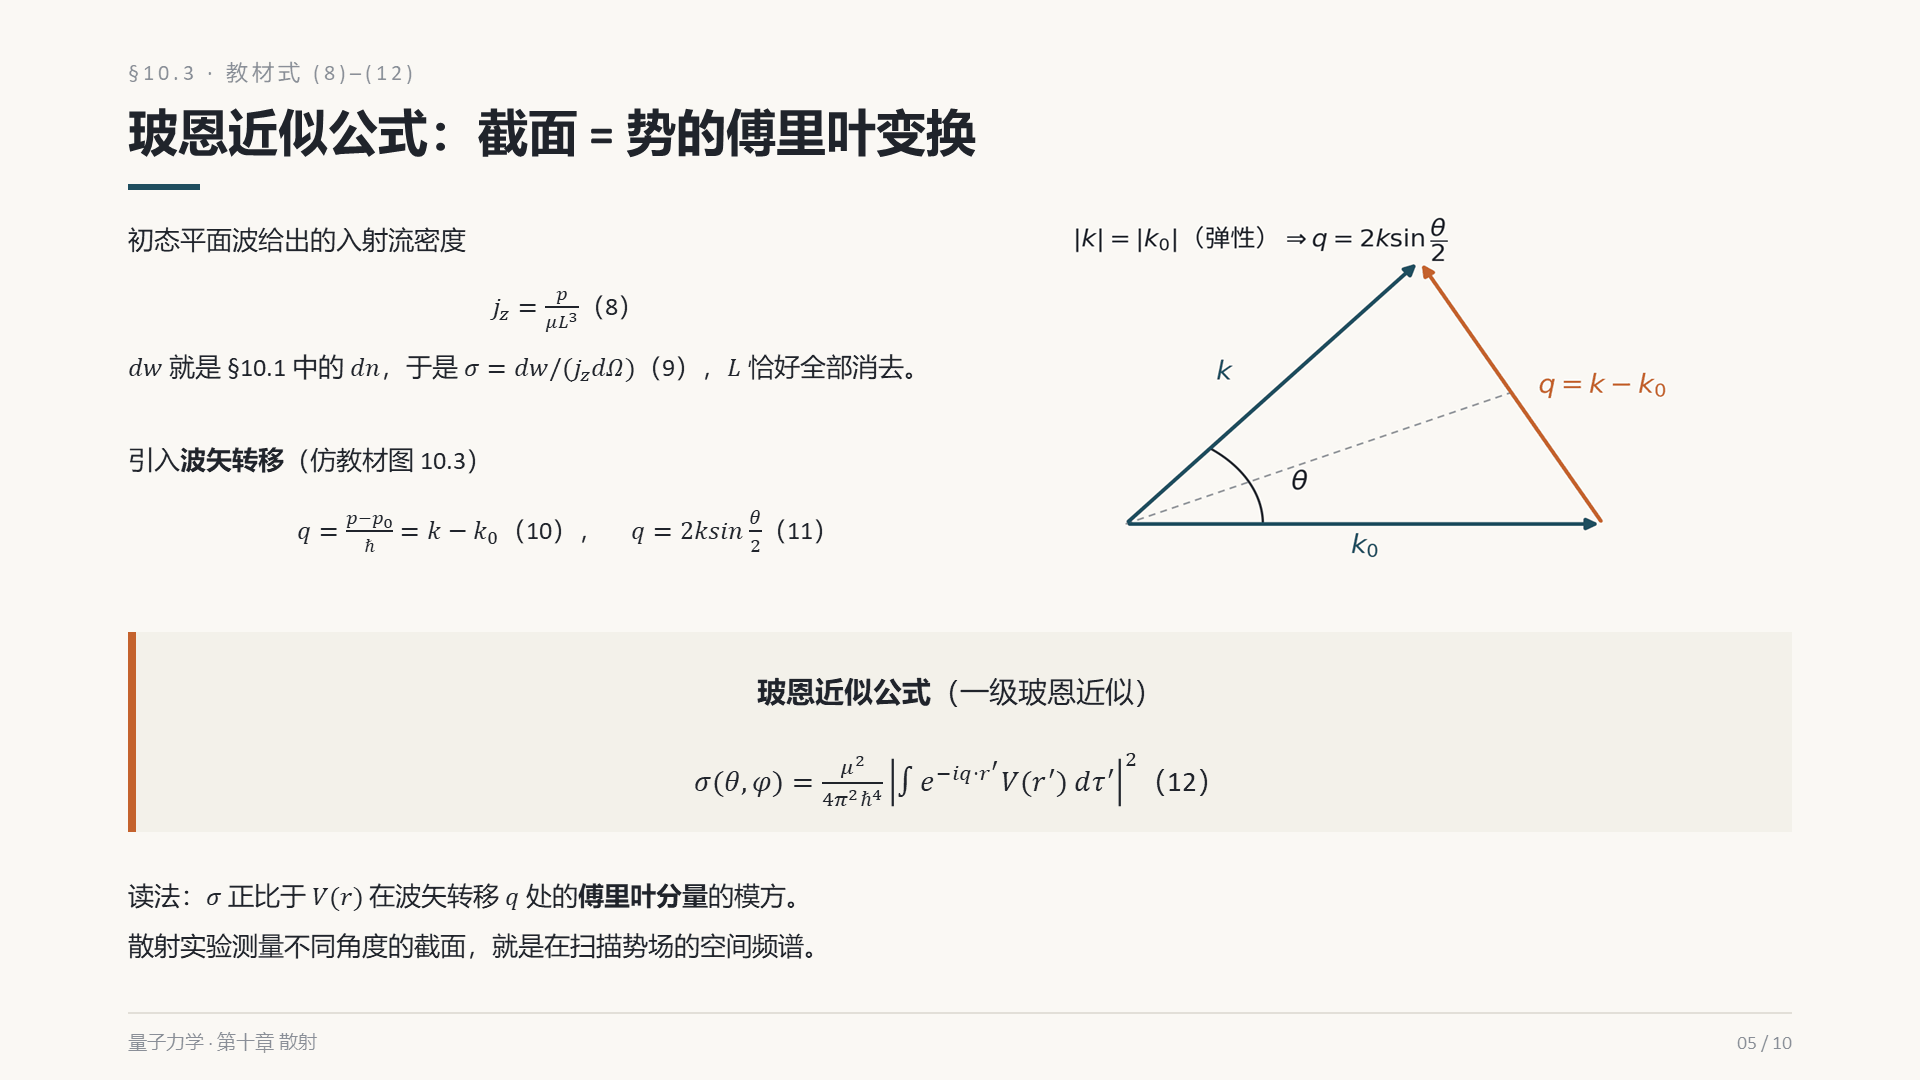 §10.3 · 教材式 (8)–(12)
玻恩近似公式：截面 = 势的傅里叶变换
初态平面波给出的入射流密度
j_z = p/(μL³)（8）
dw 就是 §10.1 中的 dn，于是 σ = dw/(j_z dΩ)（9），L 恰好全部消去。
引入波矢转移（仿教材图 10.3）
q = (p−p₀)/ħ = k − k₀（10）， q = 2ksin θ/2（11）
|k| = |k₀|（弹性）⇒ q = 2ksin θ/2
k
q = k − k₀
θ
k₀
玻恩近似公式（一级玻恩近似）
σ(θ, φ) = μ²/(4π²ħ⁴) |∫ e^{−iq·r′} V(r′) dτ′|²（12）
读法：σ 正比于 V(r) 在波矢转移 q 处的傅里叶分量的模方。
散射实验测量不同角度的截面，就是在扫描势场的空间频谱。
量子力学 · 第十章 散射
05 / 10